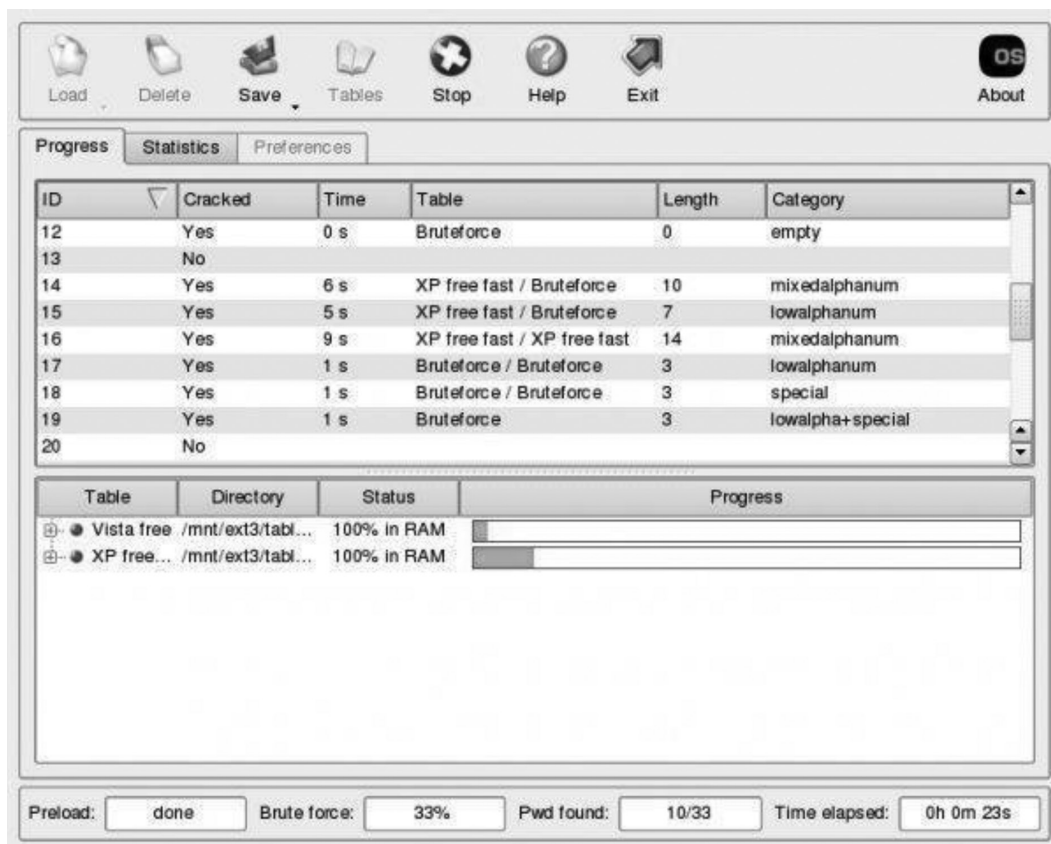 Load Delete Save Tables Stop Help Exit OS About
Progress Statistics Preferences
ID Cracked Time Table Length Category
12 Yes 0 s Bruteforce 0 empty
13 No
14 Yes 6 s XP free fast / Bruteforce 10 mixedalphanum
15 Yes 5 s XP free fast / Bruteforce 7 lowalphanum
16 Yes 9 s XP free fast / XP free fast 14 mixedalphanum
17 Yes 1 s Bruteforce / Bruteforce 3 lowalphanum
18 Yes 1 s Bruteforce / Bruteforce 3 special
19 Yes 1 s Bruteforce 3 lowalpha+special
20 No
Table Directory Status Progress
Vista free /mnt/ext3/tabl... 100% in RAM
XP free... /mnt/ext3/tabl... 100% in RAM
Preload: done Brute force: 33% Pwd found: 10/33 Time elapsed: 0h 0m 23s